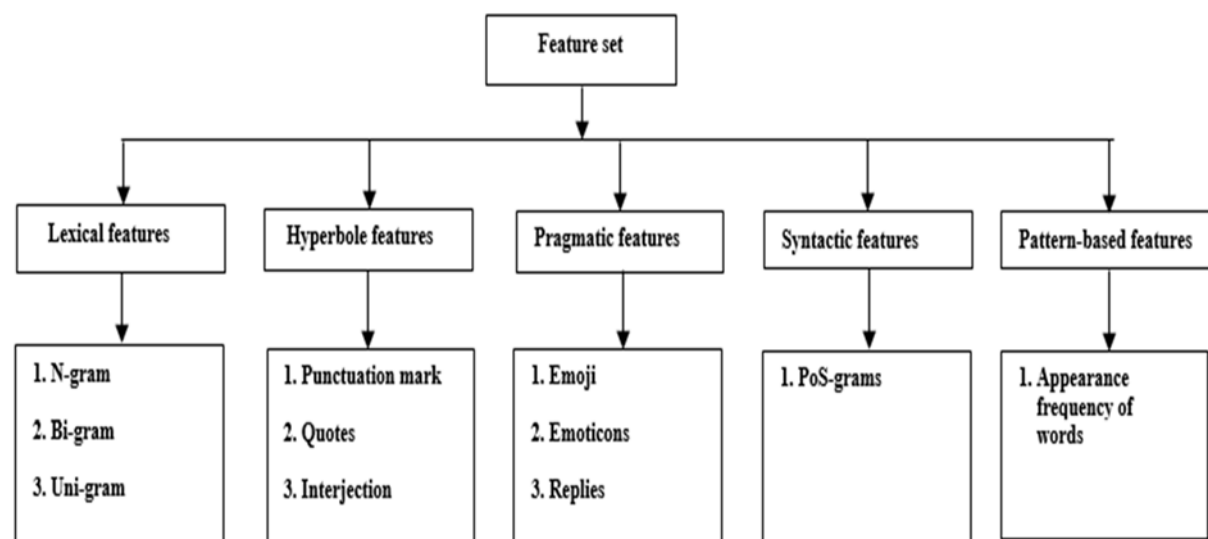 Feature set
Lexical features
Hyperbole features
Pragmatic features
Syntactic features
Pattern-based features
1. N-gram
2. Bi-gram
3. Uni-gram
1. Punctuation mark
2. Quotes
3. Interjection
1. Emoji
2. Emoticons
3. Replies
1. PoS-grams
1. Appearance
frequency of
words